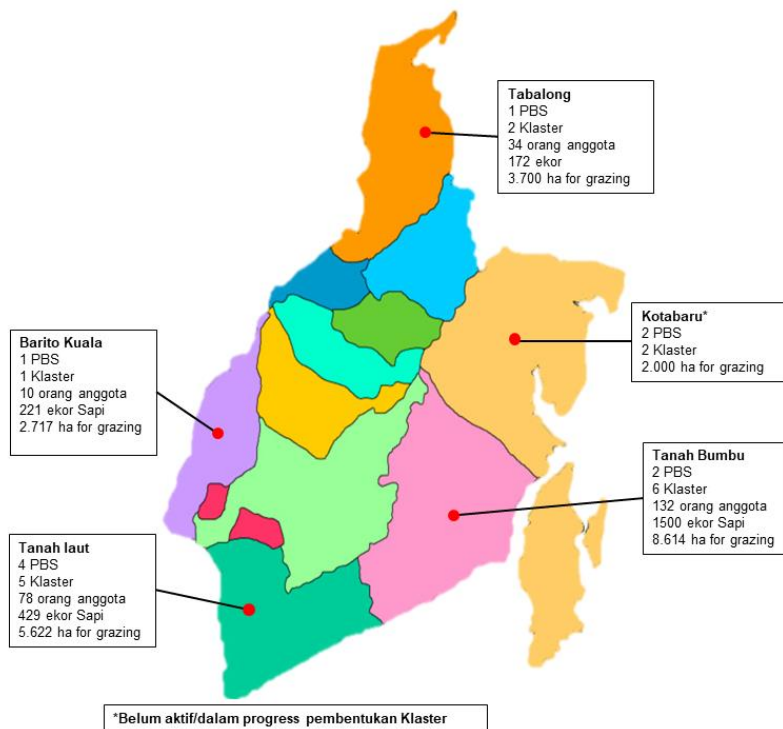 Tabalong
1 PBS
2 Klaster
34 orang anggota
172 ekor
3.700 ha for grazing
Kotabaru*
2 PBS
2 Klaster
2.000 ha for grazing
Barito Kuala
1 PBS
1 Klaster
10 orang anggota
221 ekor Sapi
2.717 ha for grazing
Tanah Bumbu
2 PBS
6 Klaster
132 orang anggota
1500 ekor Sapi
8.614 ha for grazing
Tanah laut
4 PBS
5 Klaster
78 orang anggota
429 ekor Sapi
5.622 ha for grazing
*Belum aktif/dalam progress pembentukan Klaster